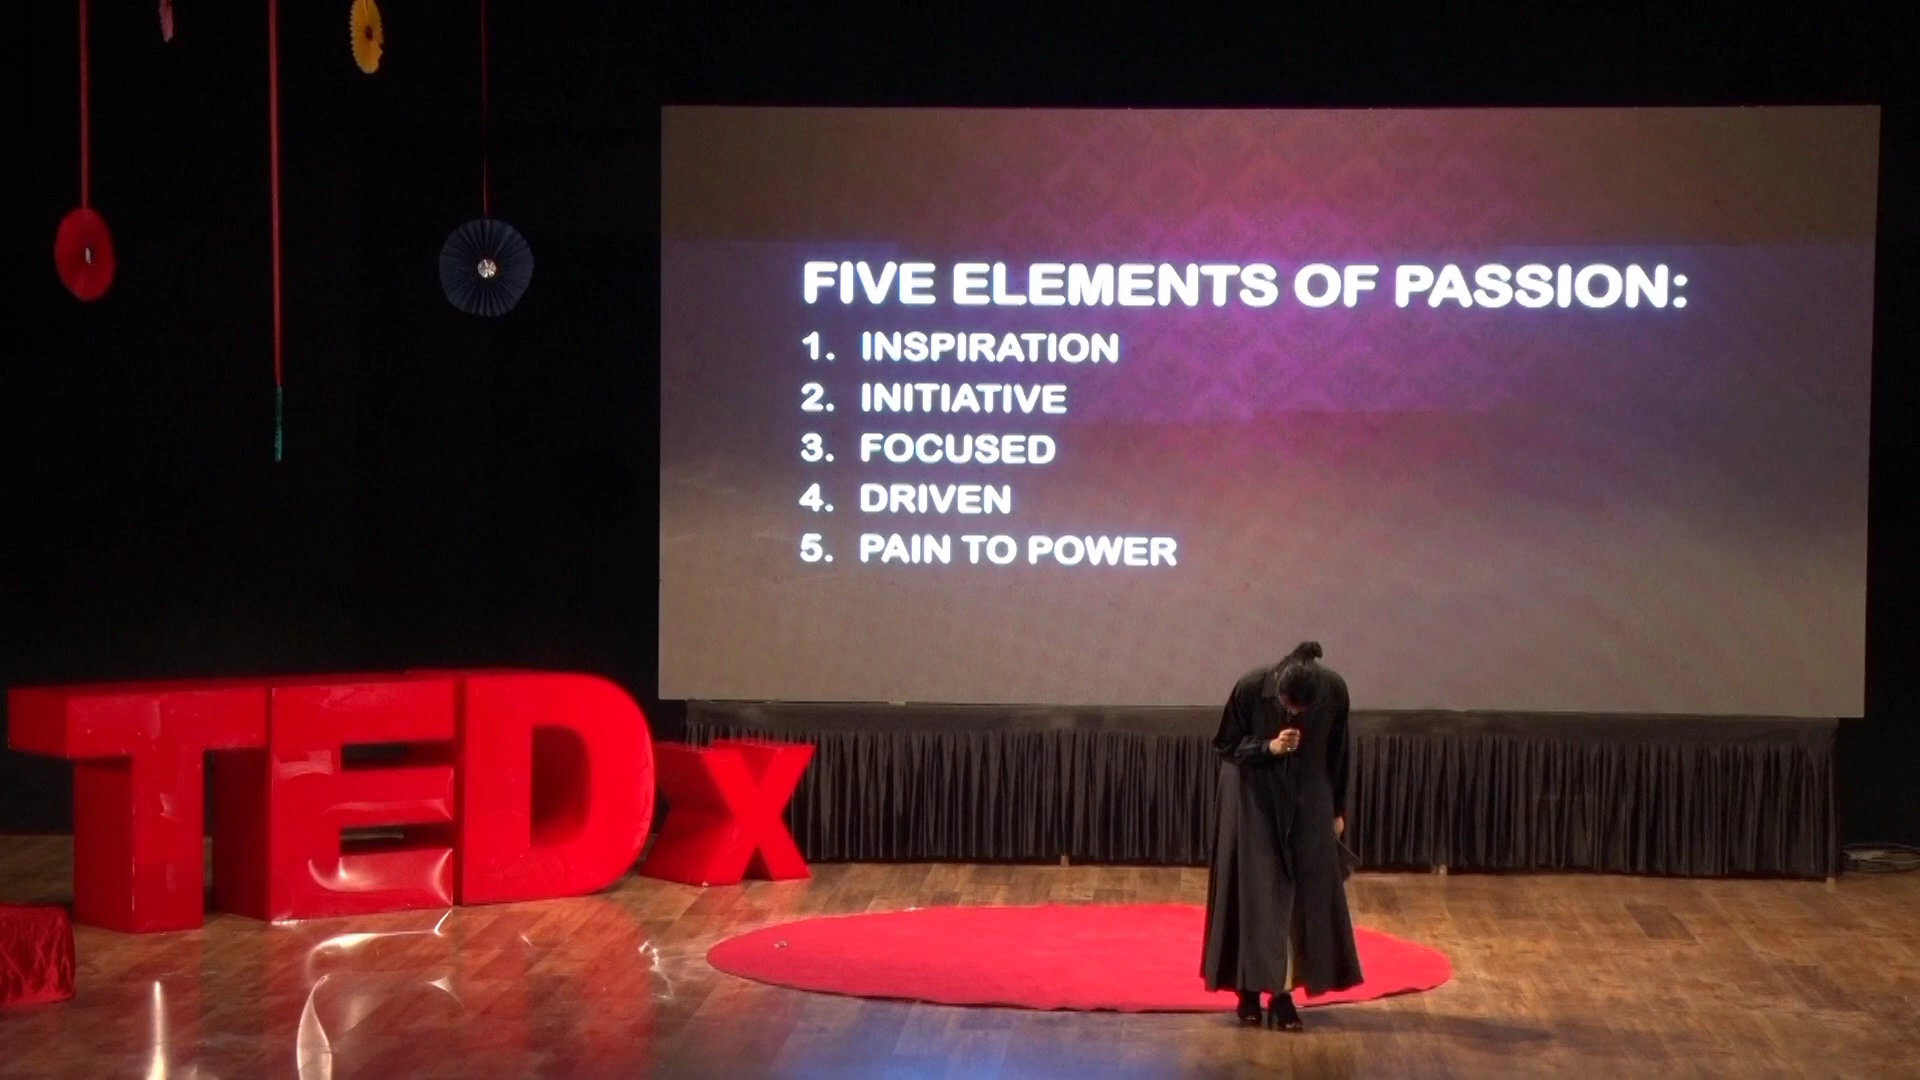 FIVE ELEMENTS OF PASSION:
1. INSPIRATION
2. INITIATIVE
3. FOCUSED
4. DRIVEN
5. PAIN TO POWER
TEDx